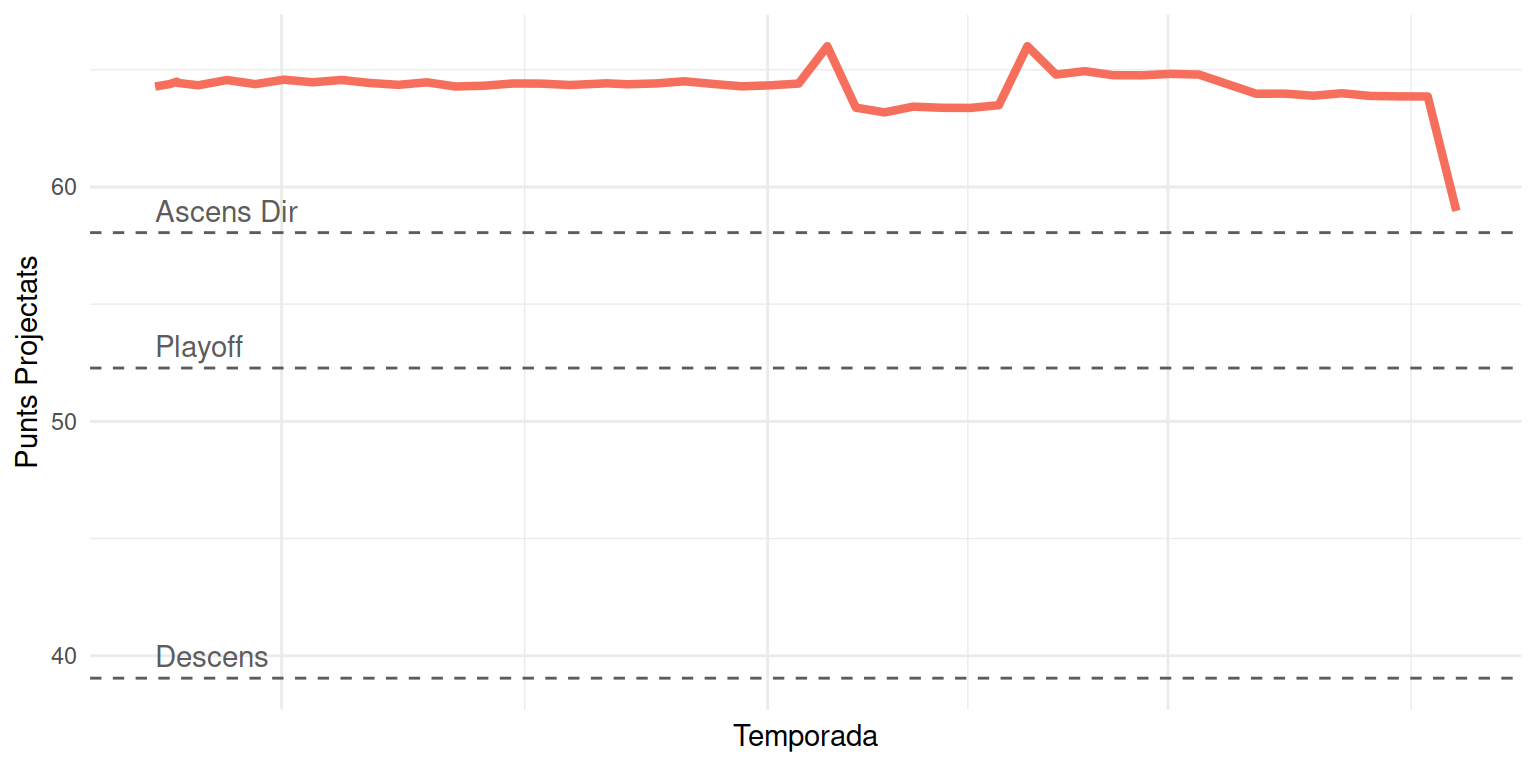 60
Ascens Dir
Playoff
50
40
Descens
Punts Projectats
Temporada